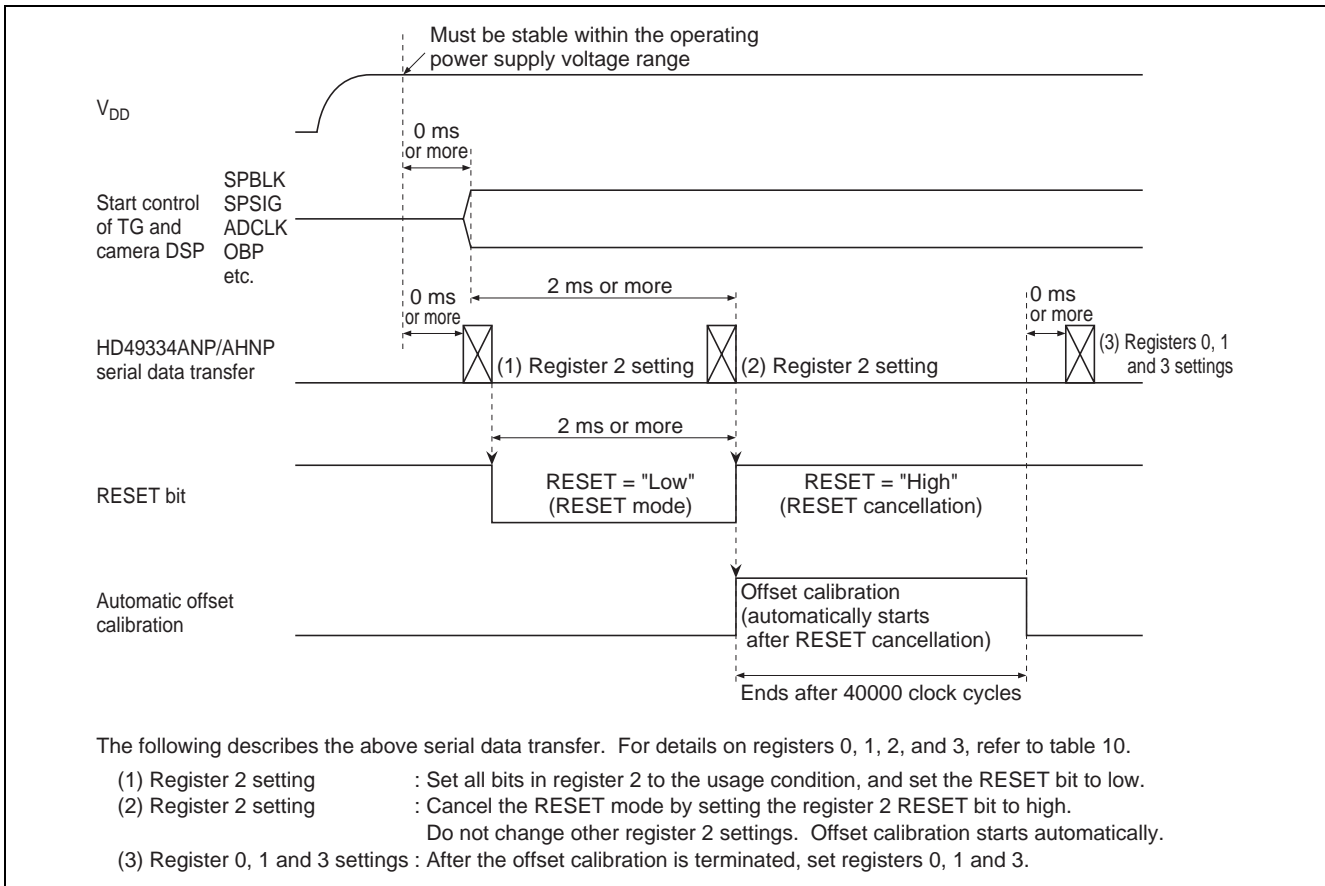 Must be stable within the operating
power supply voltage range
VDD
0 ms
or more
Start control
of TG and
camera DSP
SPBLK
SPSIG
ADCLK
OBP
etc.
2 ms or more
0 ms
or more
0 ms
or more
HD49334ANP/AHNP
serial data transfer
(1) Register 2 setting
(2) Register 2 setting
(3) Registers 0, 1
and 3 settings
2 ms or more
RESET bit
RESET = "Low"
(RESET mode)
RESET = "High"
(RESET cancellation)
Automatic offset
calibration
Offset calibration
(automatically starts
after RESET cancellation)
Ends after 40000 clock cycles
The following describes the above serial data transfer. For details on registers 0, 1, 2, and 3, refer to table 10.
(1) Register 2 setting : Set all bits in register 2 to the usage condition, and set the RESET bit to low.
(2) Register 2 setting : Cancel the RESET mode by setting the register 2 RESET bit to high.
Do not change other register 2 settings. Offset calibration starts automatically.
(3) Register 0, 1 and 3 settings : After the offset calibration is terminated, set registers 0, 1 and 3.